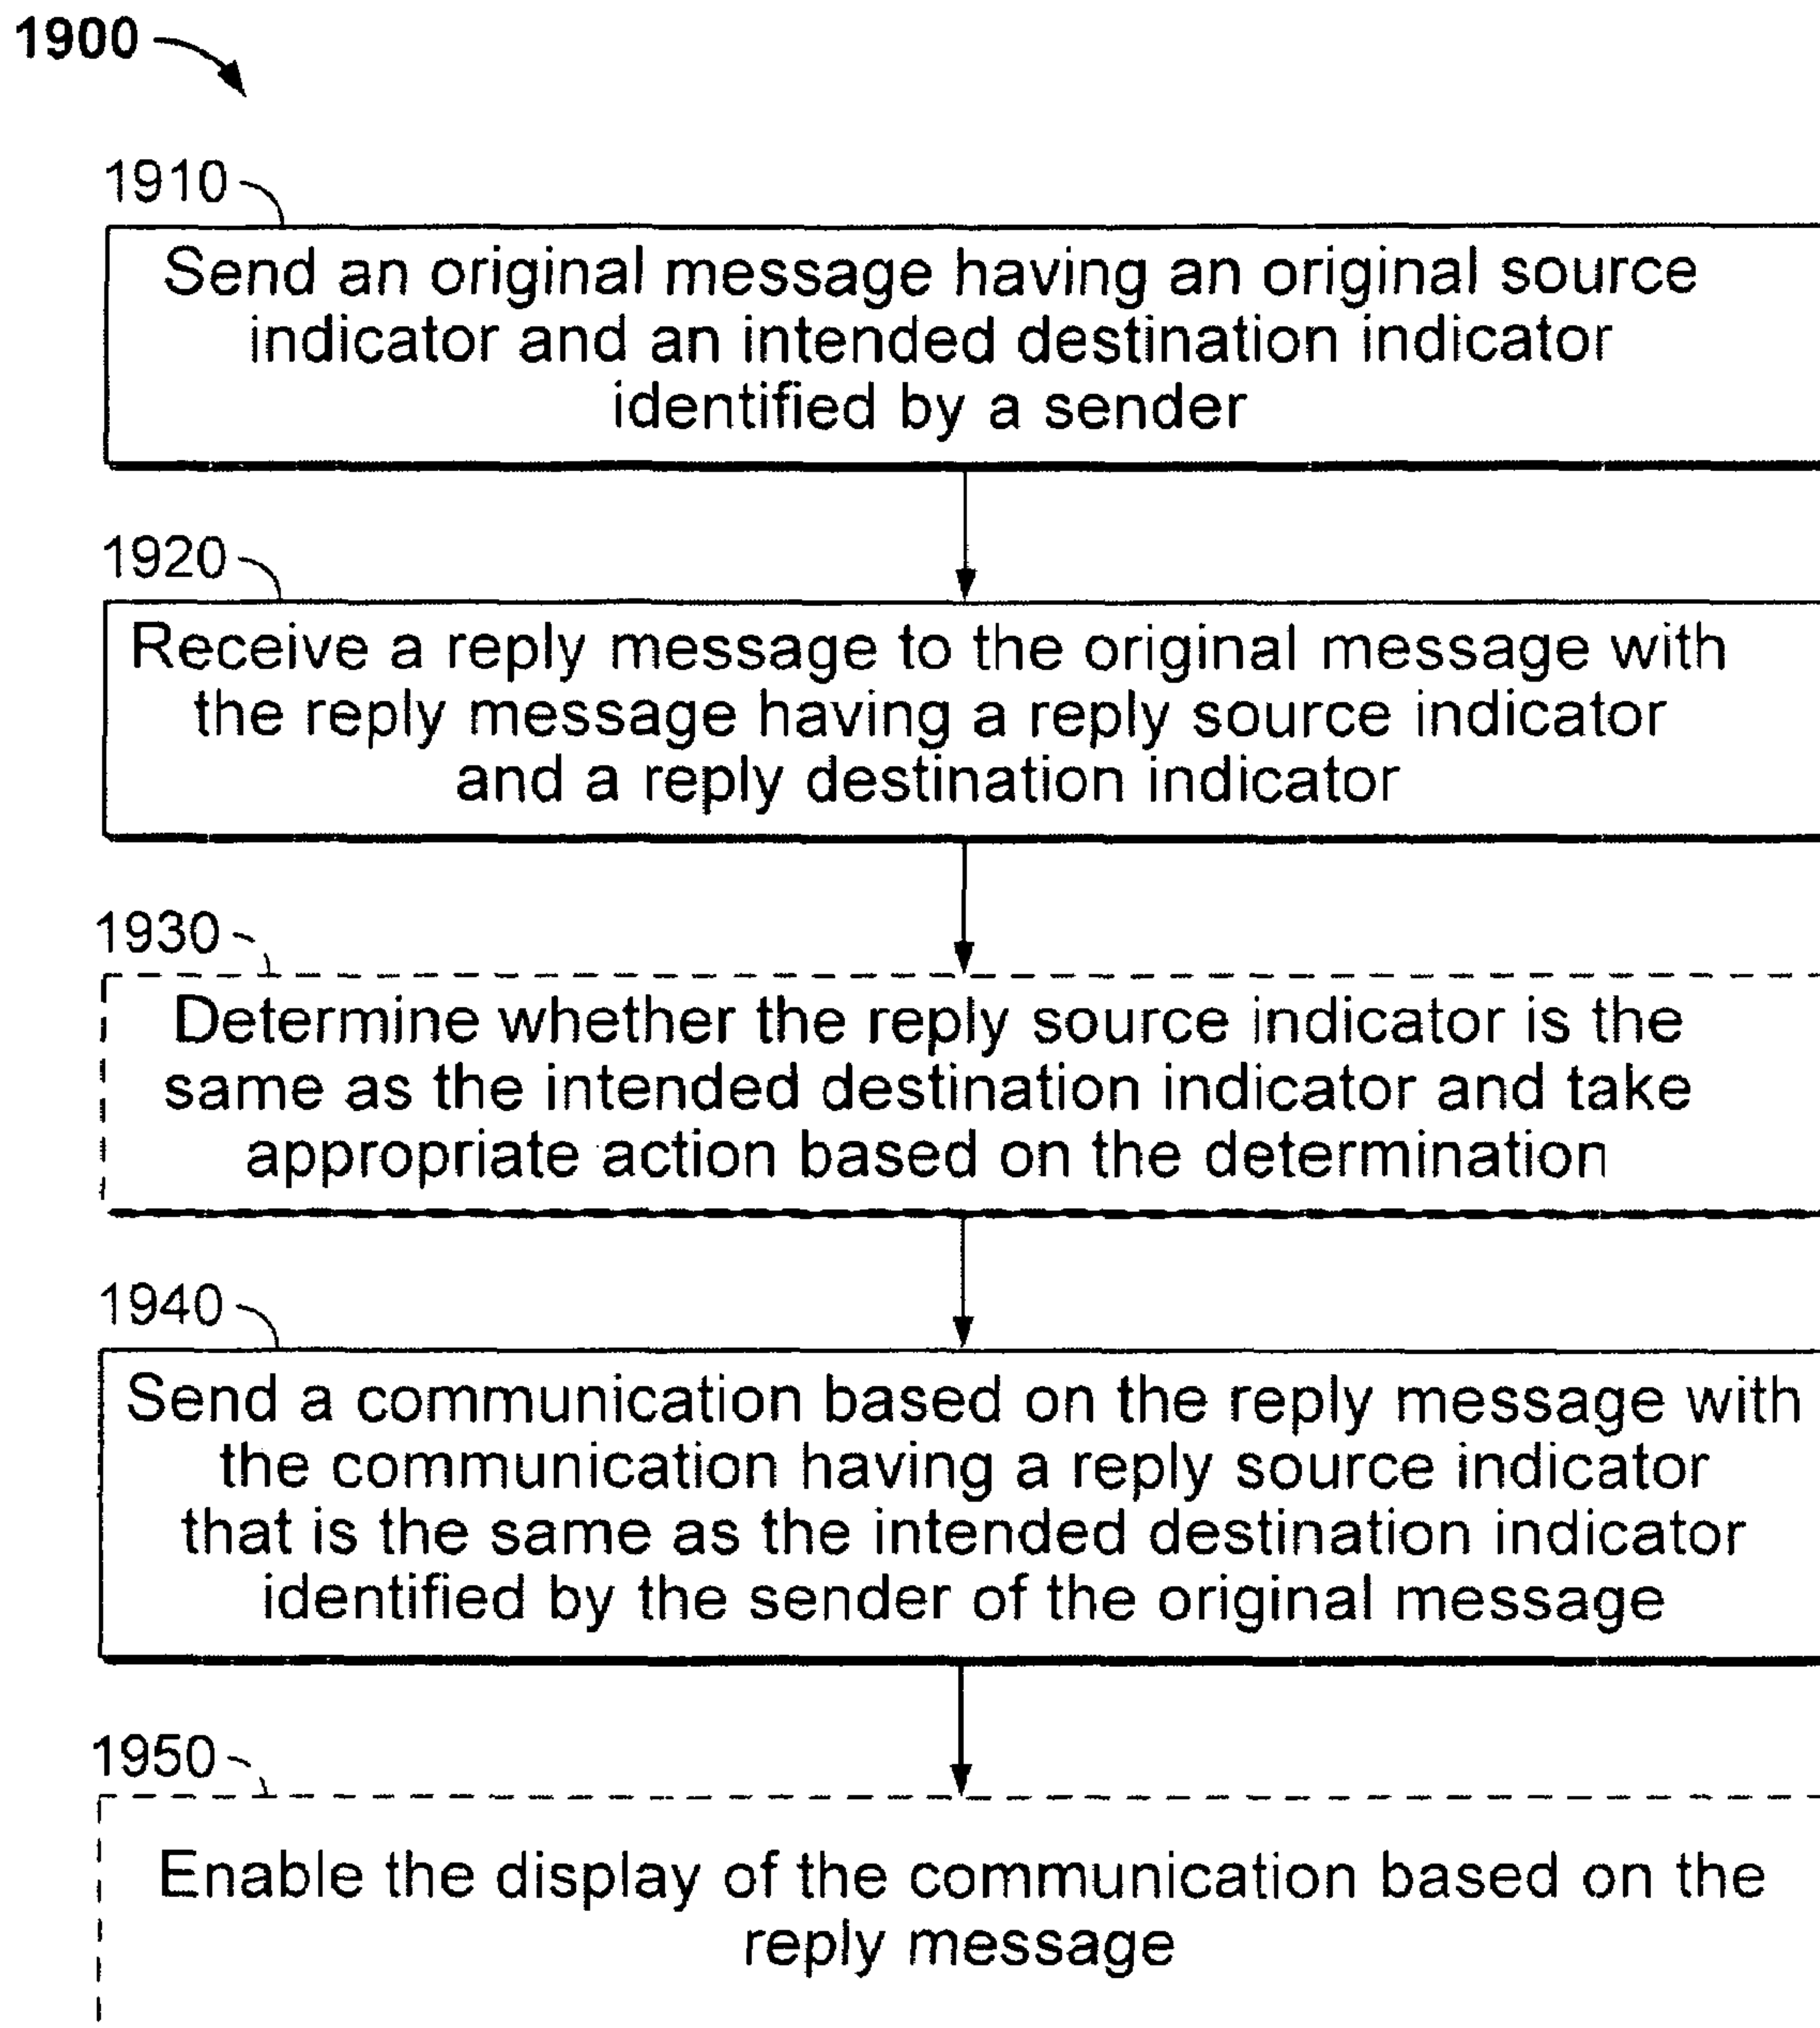 1900
1910
Send an original message having an original source
indicator and an intended destination indicator
identified by a sender
1920
Receive a reply message to the original message with
the reply message having a reply source indicator
and a reply destination indicator
1930
Determine whether the reply source indicator is the
same as the intended destination indicator and take
appropriate action based on the determination
1940
Send a communication based on the reply message with
the communication having a reply source indicator
that is the same as the intended destination indicator
identified by the sender of the original message
1950
Enable the display of the communication based on the
reply message